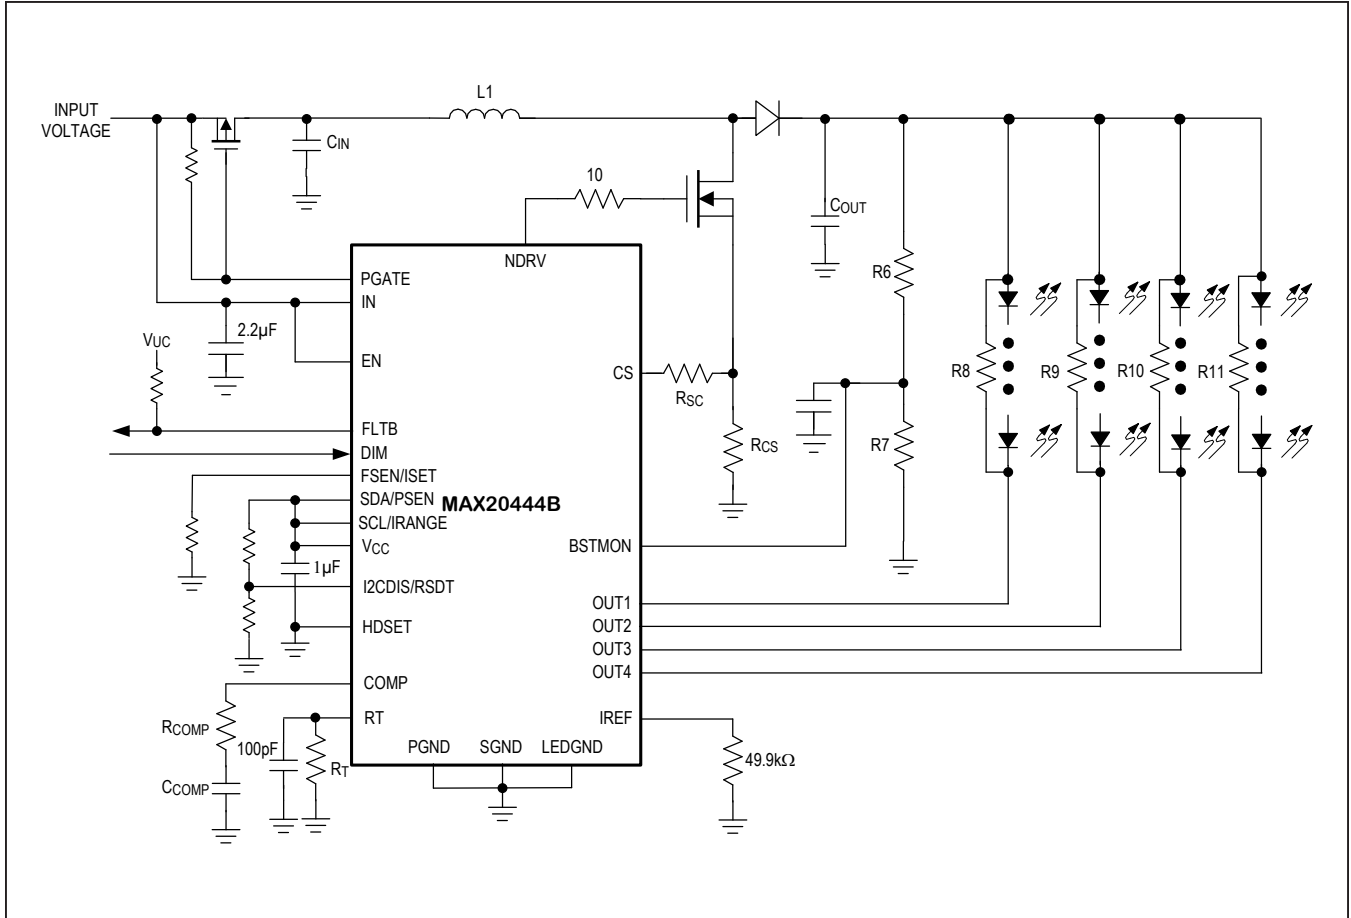 L1
INPUT
VOLTAGE
CIN
10
COUT
NDRV
R6
PGATE
IN
2.2µF
VUC
EN
CS
RSC
R8
R9
R10
R11
FLTB
DIM
RCS
R7
FSEN/ISET
SDA/PSEN
MAX20444B
SCL/IRANGE
VCC
BSTMON
1µF
I2CDIS/RSDT
OUT1
HDSET
OUT2
OUT3
OUT4
COMP
RT
IREF
RCOMP
100pF
PGND
SGND
LEDGND
RT
49.9kΩ
CCOMP